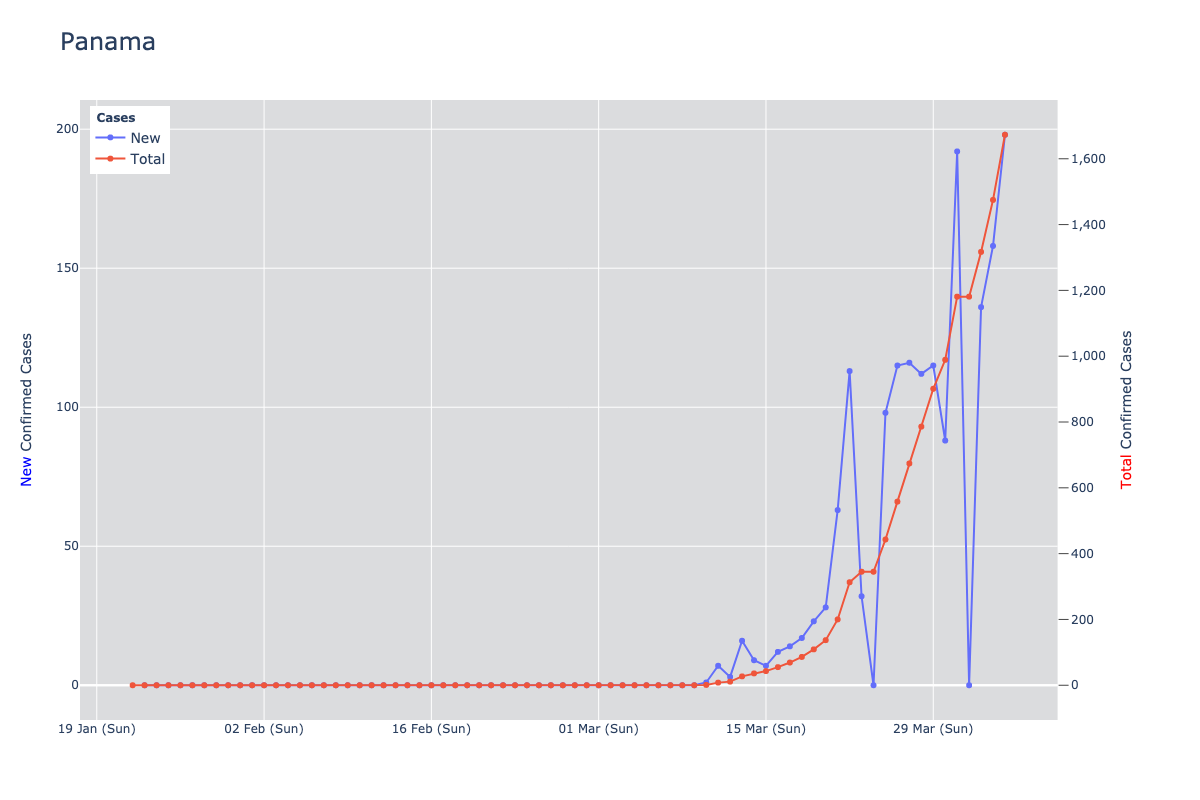 Panama
Cases
New
Total
200
150
100
50
0
1,600
1,400
1,200
1,000
800
600
400
200
0
New Confirmed Cases
Total Confirmed Cases
19 Jan (Sun)
02 Feb (Sun)
16 Feb (Sun)
01 Mar (Sun)
15 Mar (Sun)
29 Mar (Sun)